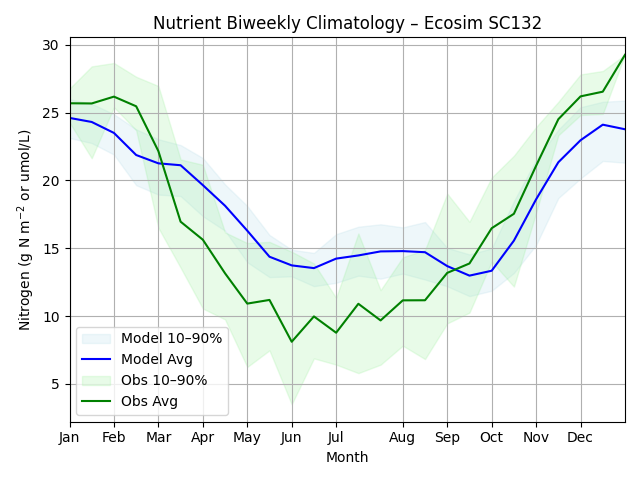 Nutrient Biweekly Climatology – Ecosim SC132
Nitrogen (g N m⁻² or umol/L)
30
25
20
15
10
5
Model 10–90%
Model Avg
Obs 10–90%
Obs Avg
Jan Feb Mar Apr May Jun Jul Aug Sep Oct Nov Dec
Month